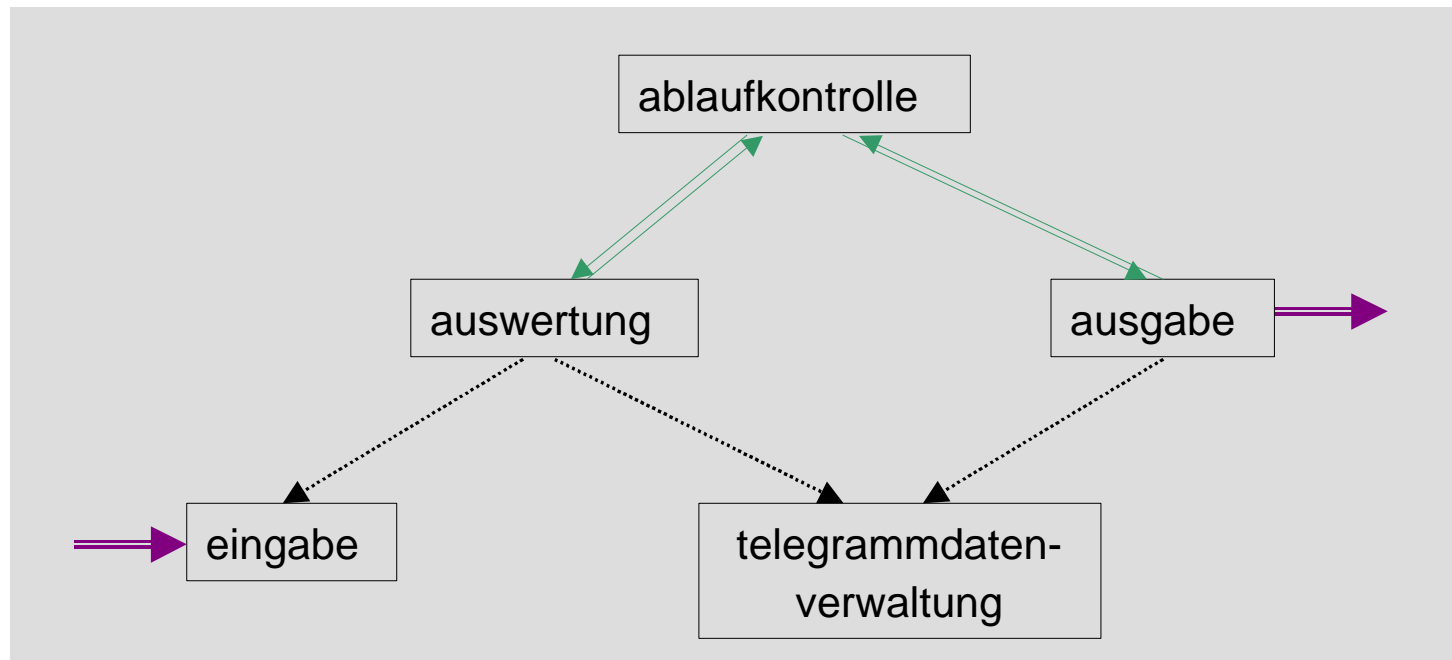 ablaufkontrolle
auswertung
ausgabe
eingabe
telegrammdaten-
verwaltung